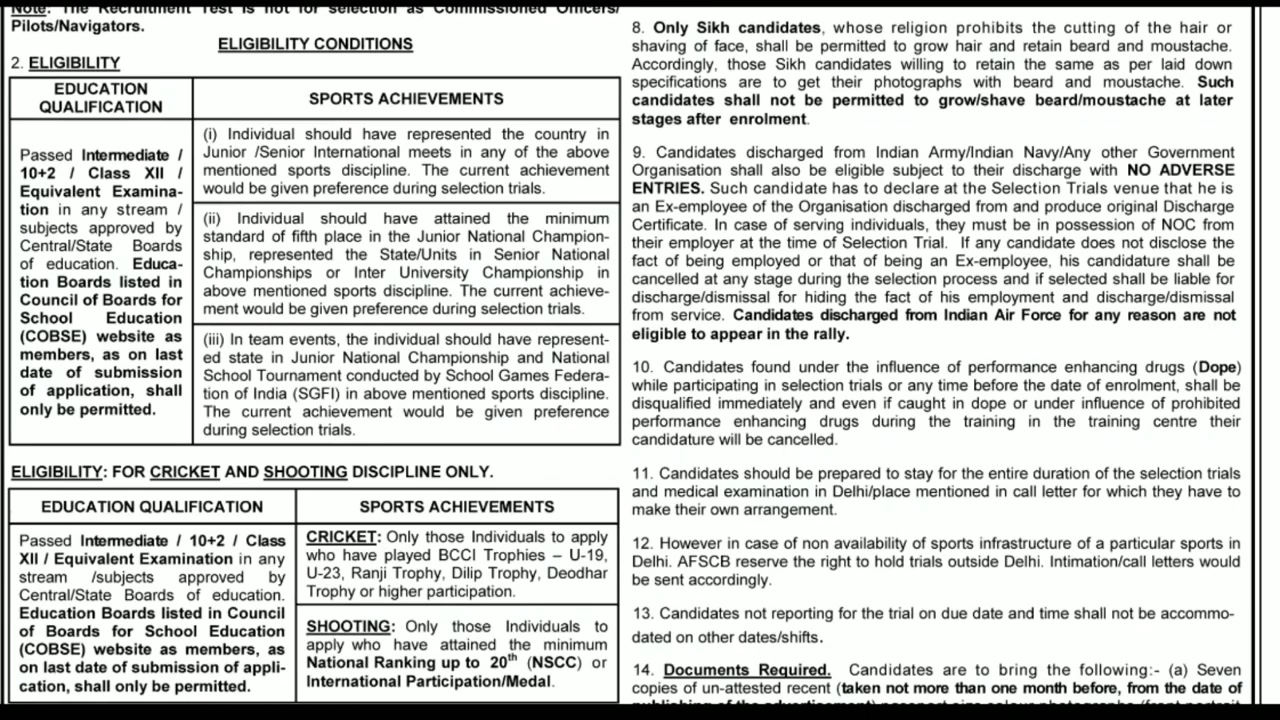 Note: The Recruitment Test is not for selection as Commissioned Officers/
Pilots/Navigators.
ELIGIBILITY CONDITIONS
2. ELIGIBILITY
EDUCATION
QUALIFICATION
SPORTS ACHIEVEMENTS
Passed Intermediate /
10+2 / Class XII /
Equivalent Examina-
tion in any stream /
subjects approved by
Central/State Boards
of education. Educa-
tion Boards listed in
Council of Boards for
School Education
(COBSE) website as
members, as on last
date of submission
of application, shall
only be permitted.
(i) Individual should have represented the country in
Junior /Senior International meets in any of the above
mentioned sports discipline. The current achievement
would be given preference during selection trials.
(ii) Individual should have attained the minimum
standard of fifth place in the Junior National Champion-
ship, represented the State/Units in Senior National
Championships or Inter University Championship in
above mentioned sports discipline. The current achieve-
ment would be given preference during selection trials.
(iii) In team events, the individual should have represent-
ed state in Junior National Championship and National
School Tournament conducted by School Games Federa-
tion of India (SGFI) in above mentioned sports discipline.
The current achievement would be given preference
during selection trials.
ELIGIBILITY: FOR CRICKET AND SHOOTING DISCIPLINE ONLY.
EDUCATION QUALIFICATION
SPORTS ACHIEVEMENTS
Passed Intermediate / 10+2 / Class
XII / Equivalent Examination in any
stream /subjects approved by
Central/State Boards of education.
Education Boards listed in Council
of Boards for School Education
(COBSE) website as members, as
on last date of submission of appli-
cation, shall only be permitted.
CRICKET: Only those Individuals to apply
who have played BCCI Trophies – U-19,
U-23, Ranji Trophy, Dilip Trophy, Deodhar
Trophy or higher participation.
SHOOTING: Only those Individuals to
apply who have attained the minimum
National Ranking up to 20th (NSCC) or
International Participation/Medal.
8. Only Sikh candidates, whose religion prohibits the cutting of the hair or
shaving of face, shall be permitted to grow hair and retain beard and moustache.
Accordingly, those Sikh candidates willing to retain the same as per laid down
specifications are to get their photographs with beard and moustache. Such
candidates shall not be permitted to grow/shave beard/moustache at later
stages after enrolment.
9. Candidates discharged from Indian Army/Indian Navy/Any other Government
Organisation shall also be eligible subject to their discharge with NO ADVERSE
ENTRIES. Such candidate has to declare at the Selection Trials venue that he is
an Ex-employee of the Organisation discharged from and produce original Discharge
Certificate. In case of serving individuals, they must be in possession of NOC from
their employer at the time of Selection Trial. If any candidate does not disclose the
fact of being employed or that of being an Ex-employee, his candidature shall be
cancelled at any stage during the selection process and if selected shall be liable for
discharge/dismissal for hiding the fact of his employment and discharge/dismissal
from service. Candidates discharged from Indian Air Force for any reason are not
eligible to appear in the rally.
10. Candidates found under the influence of performance enhancing drugs (Dope)
while participating in selection trials or any time before the date of enrolment, shall be
disqualified immediately and even if caught in dope or under influence of prohibited
performance enhancing drugs during the training in the training centre their
candidature will be cancelled.
11. Candidates should be prepared to stay for the entire duration of the selection trials
and medical examination in Delhi/place mentioned in call letter for which they have to
make their own arrangement.
12. However in case of non availability of sports infrastructure of a particular sports in
Delhi. AFSCB reserve the right to hold trials outside Delhi. Intimation/call letters would
be sent accordingly.
13. Candidates not reporting for the trial on due date and time shall not be accommo-
dated on other dates/shifts.
14. Documents Required. Candidates are to bring the following:- (a) Seven
copies of un-attested recent (taken not more than one month before, from the date of
publishing of the advertisement) passport size colour photographs (front portrait